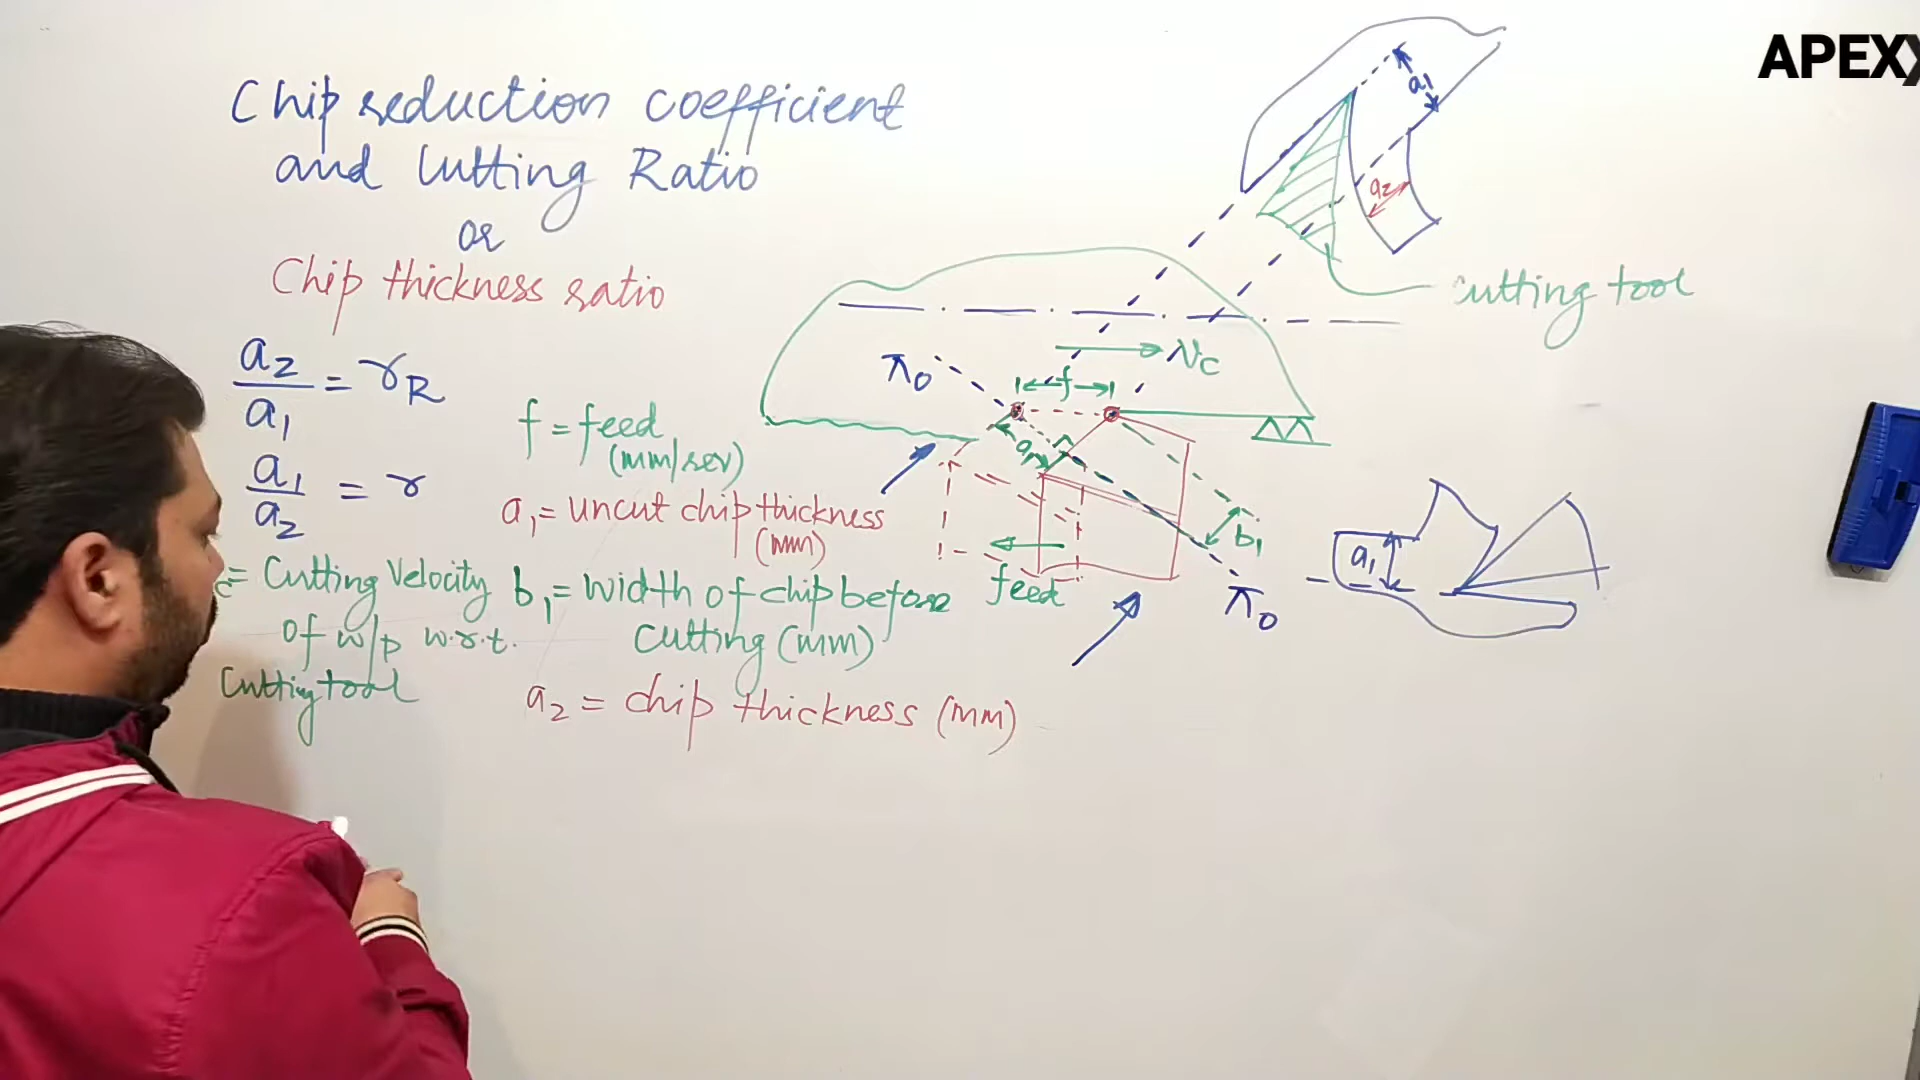 Chip reduction coefficient
and Cutting Ratio
or
Chip thickness ratio
a2/a1 = rR
a1/a2 = r
c = Cutting Velocity
of w/p w.r.t.
Cutting tool
f = feed
(mm/rev)
a1 = uncut chip thickness
(mm)
b1 = width of chip before
cutting (mm)
a2 = chip thickness (mm)
a1
a2
cutting tool
Vc
π0
f
a1
b1
feed
π0
a1
APEX